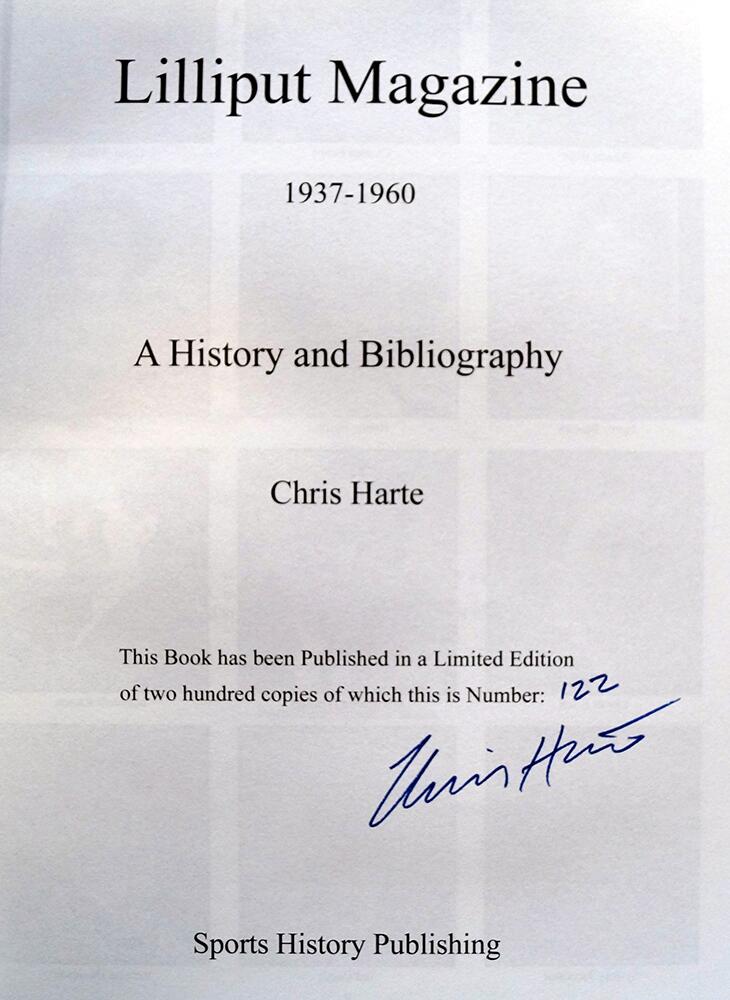 Lilliput Magazine
1937-1960
A History and Bibliography
Chris Harte
This Book has been Published in a Limited Edition
of two hundred copies of which this is Number: 122
Chris Harte
Sports History Publishing